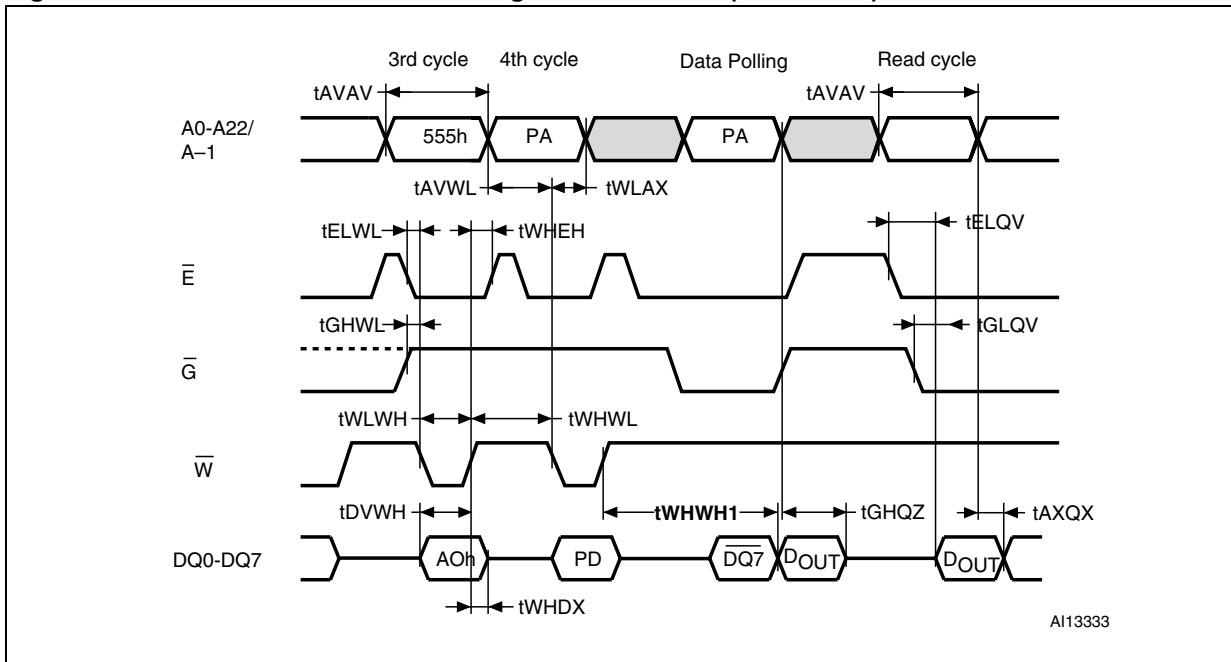 3rd cycle 4th cycle Data Polling Read cycle
tAVAV tAVAV
A0-A22/
A–1
555h PA PA
tAVWL tWLAX
tELWL tWHEH tELQV
E̅
tGHWL tGLQV
G̅
tWLWH tWHWL
W̅
tDVWH tWHWH1 tGHQZ tAXQX
DQ0-DQ7 AOh PD D̅Q̅7̅ DOUT DOUT
tWHDX
AI13333